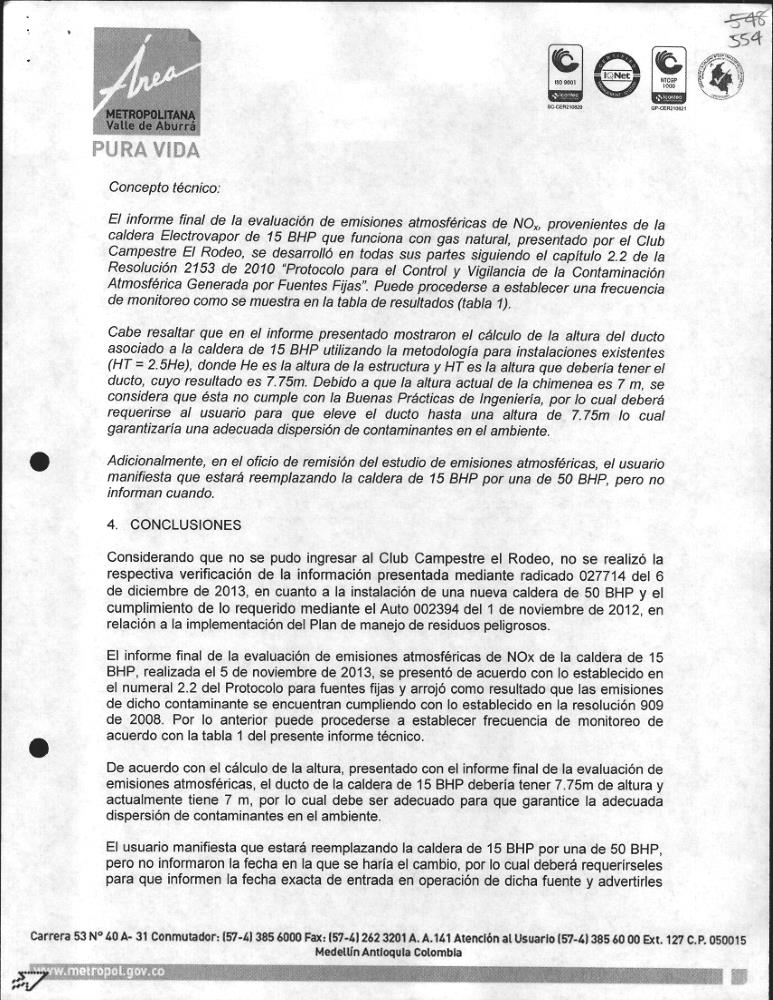 548
554
Área
METROPOLITANA
Valle de Aburrá
PURA VIDA
ISO 9001
icontec
SC-CER210620
CERTIFIED
IQNet
NTCGP
1000
icontec
GP-CER210621
Concepto técnico:
El informe final de la evaluación de emisiones atmosféricas de NOx, provenientes de la
caldera Electrovapor de 15 BHP que funciona con gas natural, presentado por el Club
Campestre El Rodeo, se desarrolló en todas sus partes siguiendo el capítulo 2.2 de la
Resolución 2153 de 2010 "Protocolo para el Control y Vigilancia de la Contaminación
Atmosférica Generada por Fuentes Fijas". Puede procederse a establecer una frecuencia
de monitoreo como se muestra en la tabla de resultados (tabla 1).
Cabe resaltar que en el informe presentado mostraron el cálculo de la altura del ducto
asociado a la caldera de 15 BHP utilizando la metodología para instalaciones existentes
(HT = 2.5He), donde He es la altura de la estructura y HT es la altura que debería tener el
ducto, cuyo resultado es 7.75m. Debido a que la altura actual de la chimenea es 7 m, se
considera que ésta no cumple con la Buenas Prácticas de Ingeniería, por lo cual deberá
requerirse al usuario para que eleve el ducto hasta una altura de 7.75m lo cual
garantizaría una adecuada dispersión de contaminantes en el ambiente.
Adicionalmente, en el oficio de remisión del estudio de emisiones atmosféricas, el usuario
manifiesta que estará reemplazando la caldera de 15 BHP por una de 50 BHP, pero no
informan cuando.
4. CONCLUSIONES
Considerando que no se pudo ingresar al Club Campestre el Rodeo, no se realizó la
respectiva verificación de la información presentada mediante radicado 027714 del 6
de diciembre de 2013, en cuanto a la instalación de una nueva caldera de 50 BHP y el
cumplimiento de lo requerido mediante el Auto 002394 del 1 de noviembre de 2012, en
relación a la implementación del Plan de manejo de residuos peligrosos.
El informe final de la evaluación de emisiones atmosféricas de NOx de la caldera de 15
BHP, realizada el 5 de noviembre de 2013, se presentó de acuerdo con lo establecido en
el numeral 2.2 del Protocolo para fuentes fijas y arrojó como resultado que las emisiones
de dicho contaminante se encuentran cumpliendo con lo establecido en la resolución 909
de 2008. Por lo anterior puede procederse a establecer frecuencia de monitoreo de
acuerdo con la tabla 1 del presente informe técnico.
De acuerdo con el cálculo de la altura, presentado con el informe final de la evaluación de
emisiones atmosféricas, el ducto de la caldera de 15 BHP debería tener 7.75m de altura y
actualmente tiene 7 m, por lo cual debe ser adecuado para que garantice la adecuada
dispersión de contaminantes en el ambiente.
El usuario manifiesta que estará reemplazando la caldera de 15 BHP por una de 50 BHP,
pero no informaron la fecha en la que se haría el cambio, por lo cual deberá requerírseles
para que informen la fecha exacta de entrada en operación de dicha fuente y advertirles
Carrera 53 N° 40 A- 31 Conmutador: (57-4) 385 6000 Fax: (57-4) 262 3201 A. A.141 Atención al Usuario (57-4) 385 60 00 Ext. 127 C.P. 050015
Medellín Antioquia Colombia
www.metropol.gov.co